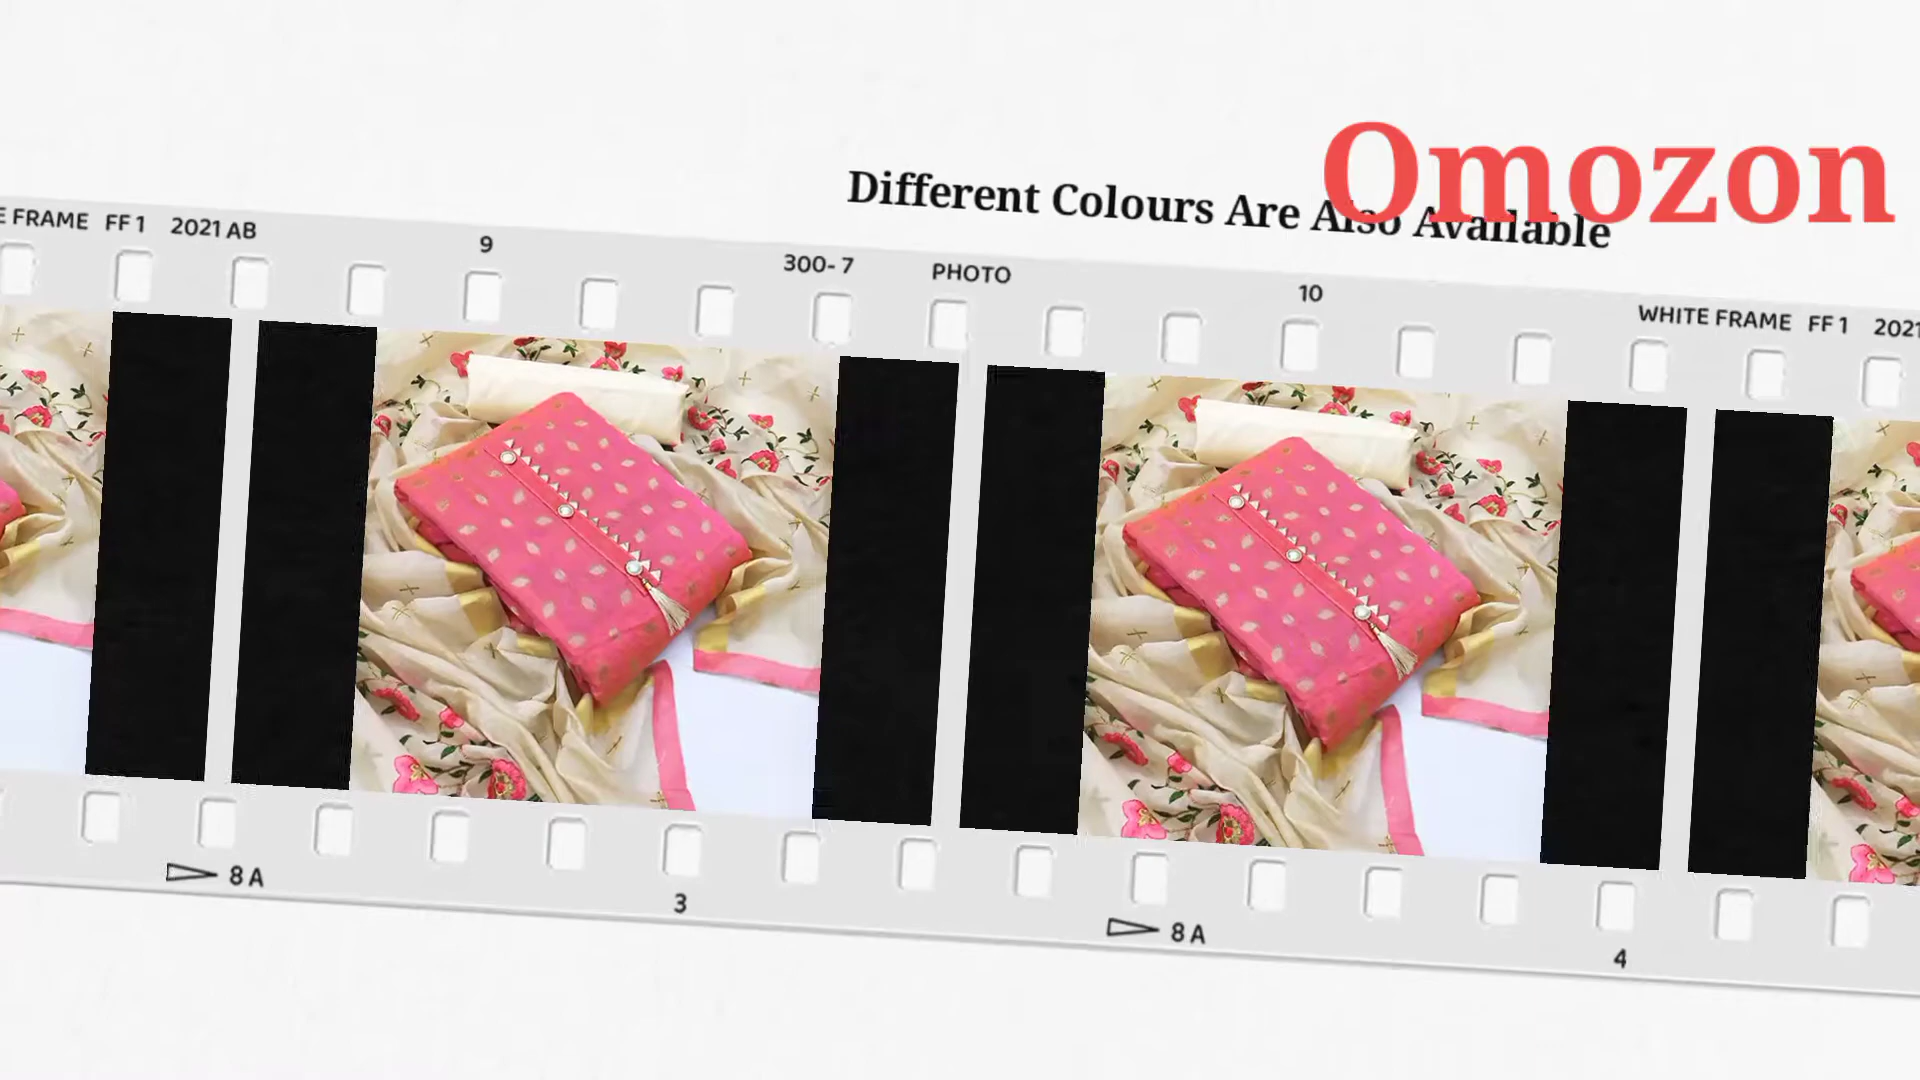 Omozon
Different Colours Are Also Available
E FRAME FF 1 2021 AB
9
300-7
PHOTO
10
WHITE FRAME FF 1 2021
8 A
3
8 A
4